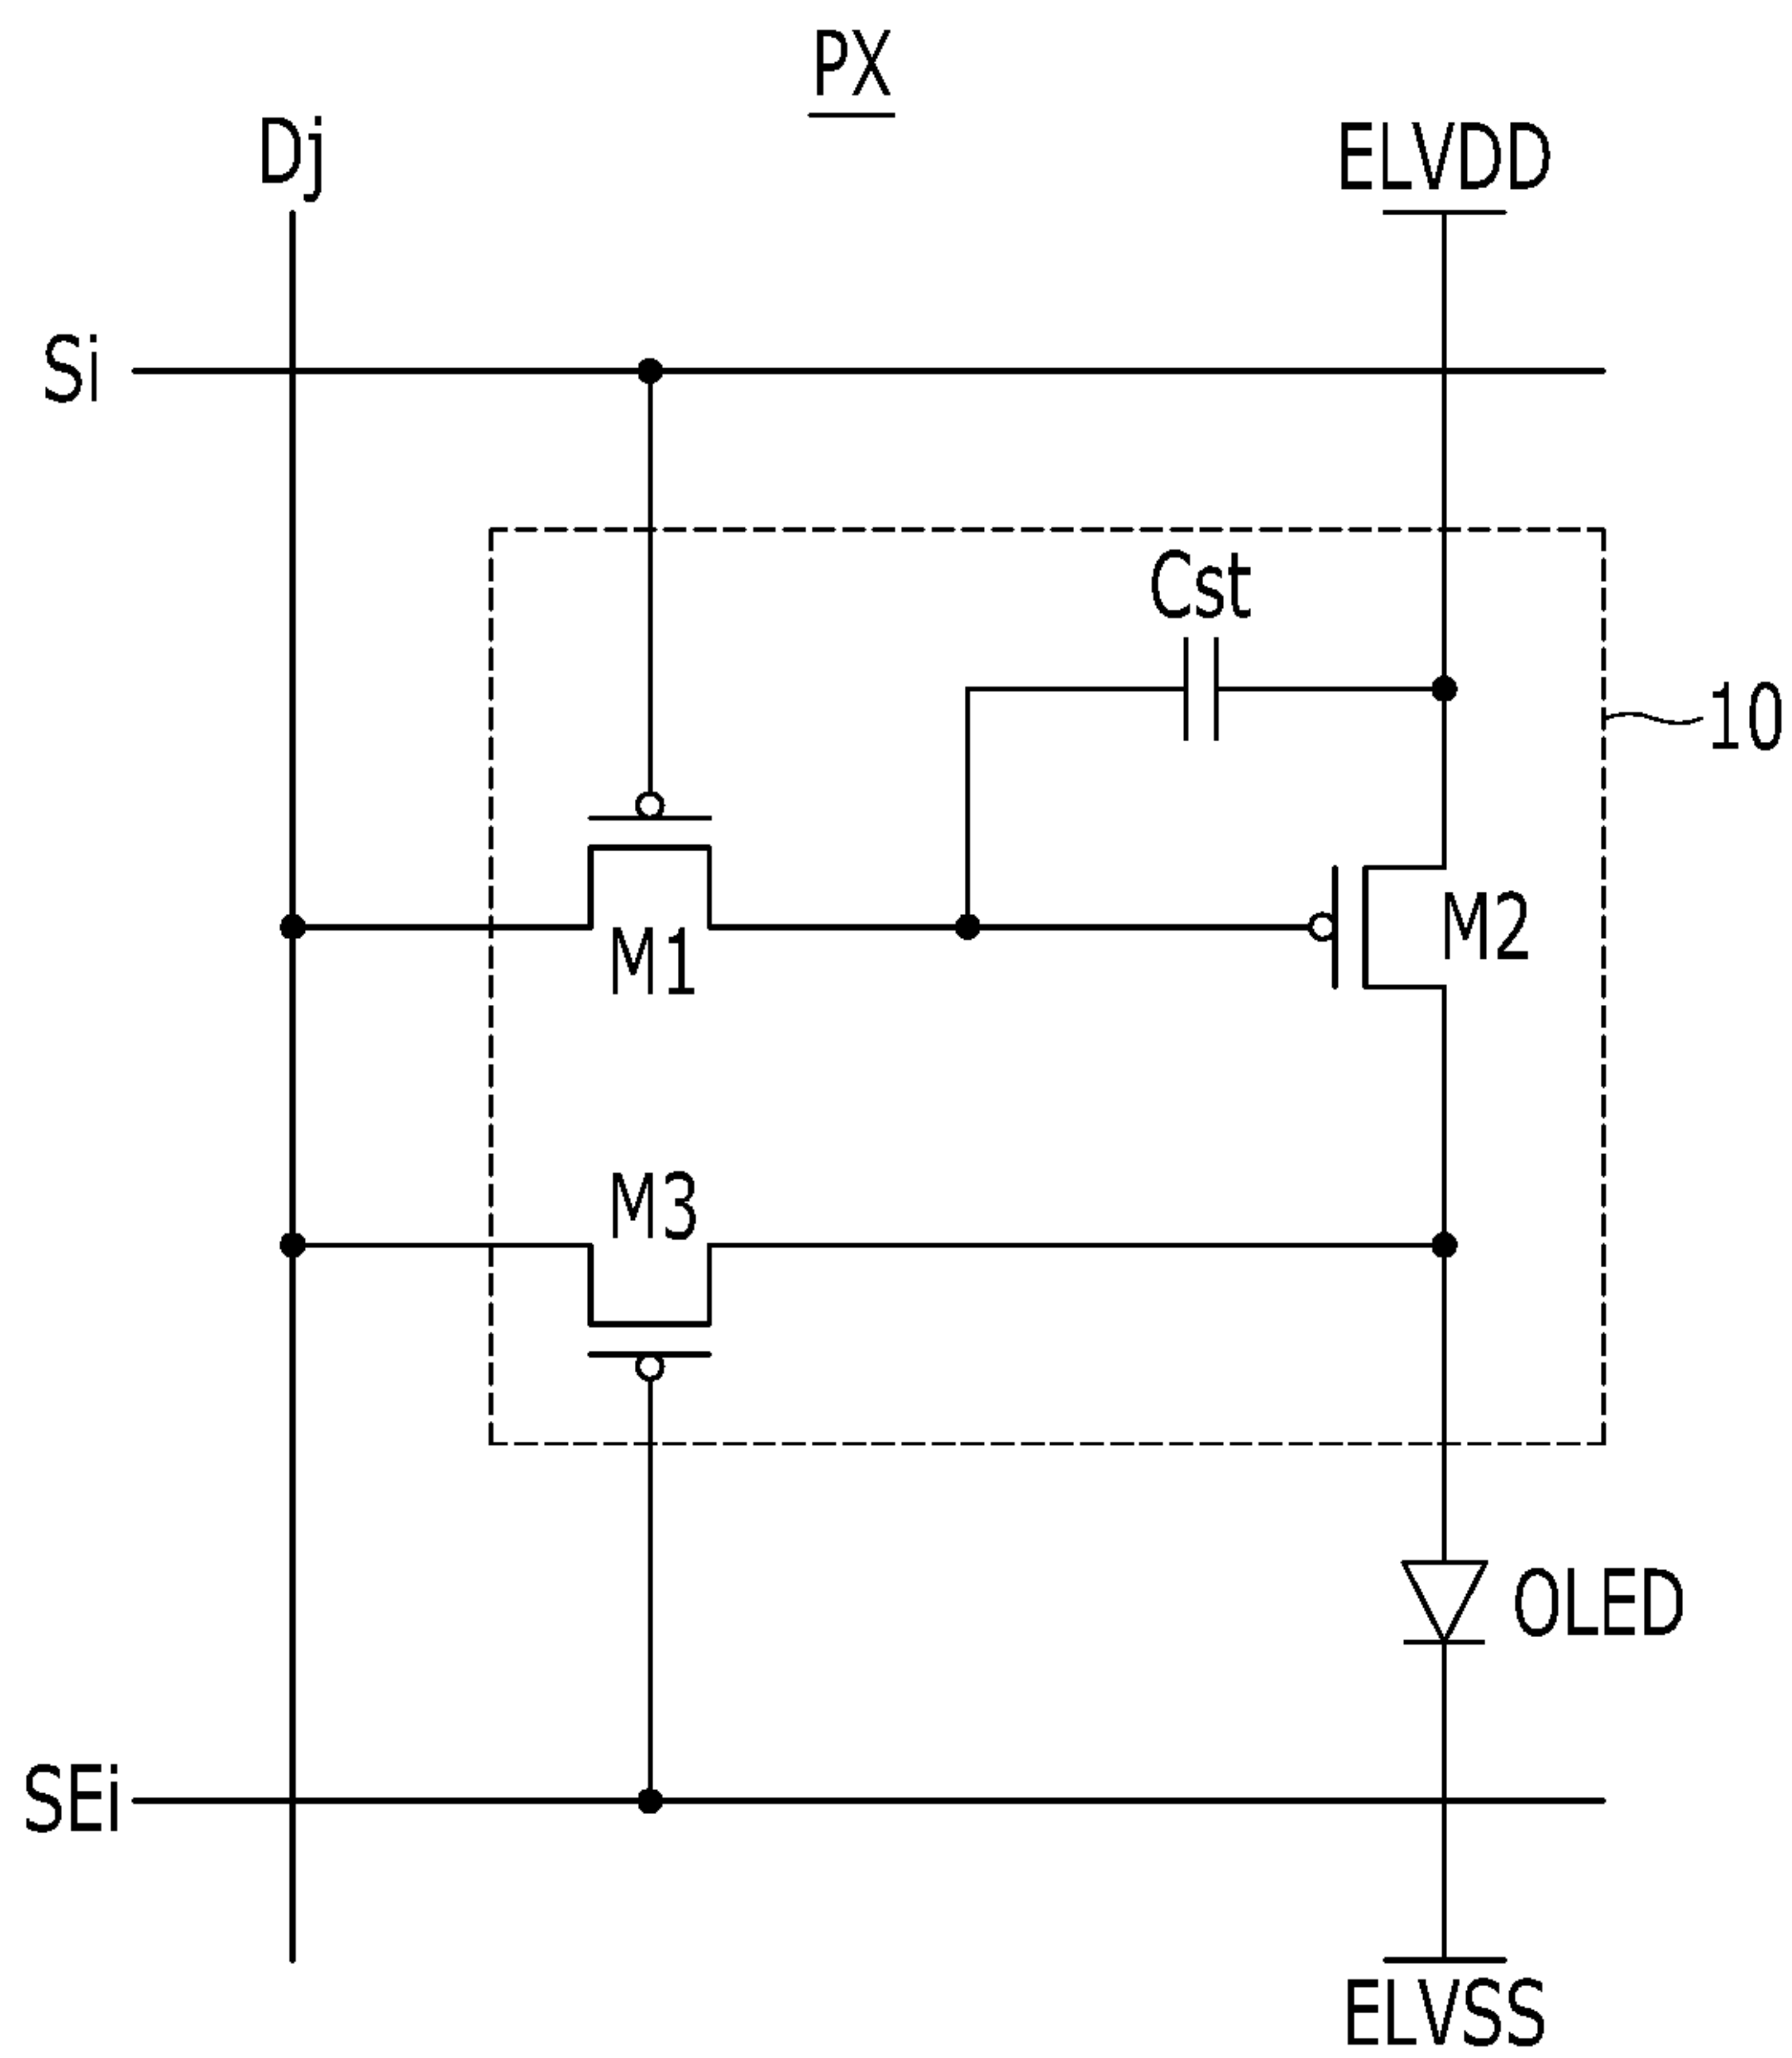 PX
Dj
ELVDD
Si
Cst
10
M1
M2
M3
OLED
SEi
ELVSS